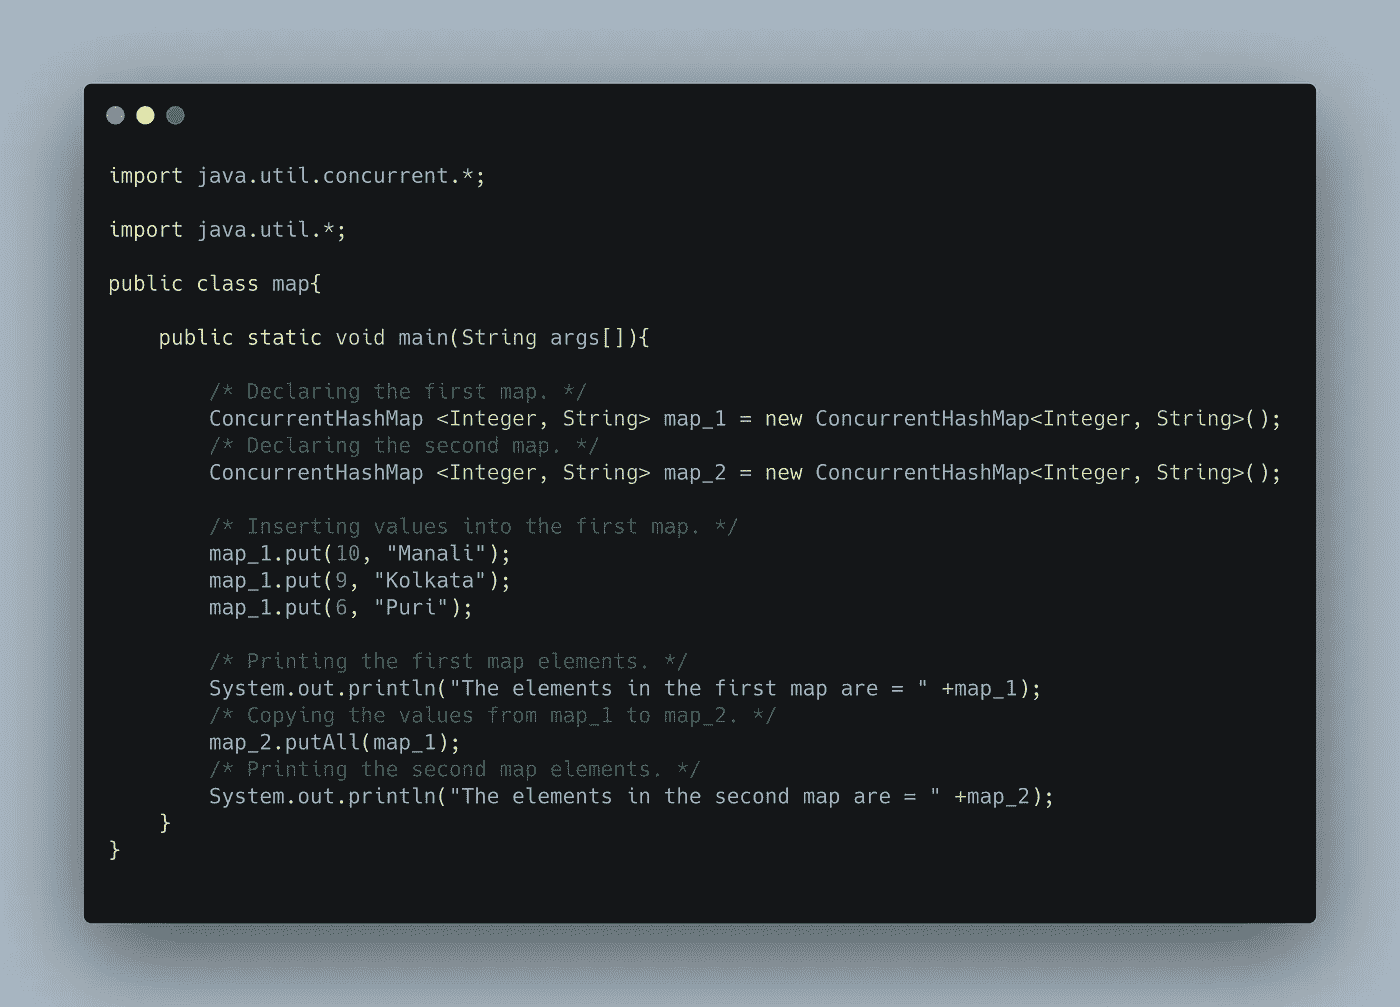 import java.util.concurrent.*;
import java.util.*;
public class map{
    public static void main(String args[]){
        /* Declaring the first map. */
        ConcurrentHashMap <Integer, String> map_1 = new ConcurrentHashMap<Integer, String>();
        /* Declaring the second map. */
        ConcurrentHashMap <Integer, String> map_2 = new ConcurrentHashMap<Integer, String>();
        /* Inserting values into the first map. */
        map_1.put(10, "Manali");
        map_1.put(9, "Kolkata");
        map_1.put(6, "Puri");
        /* Printing the first map elements. */
        System.out.println("The elements in the first map are = " +map_1);
        /* Copying the values from map_1 to map_2. */
        map_2.putAll(map_1);
        /* Printing the second map elements. */
        System.out.println("The elements in the second map are = " +map_2);
    }
}